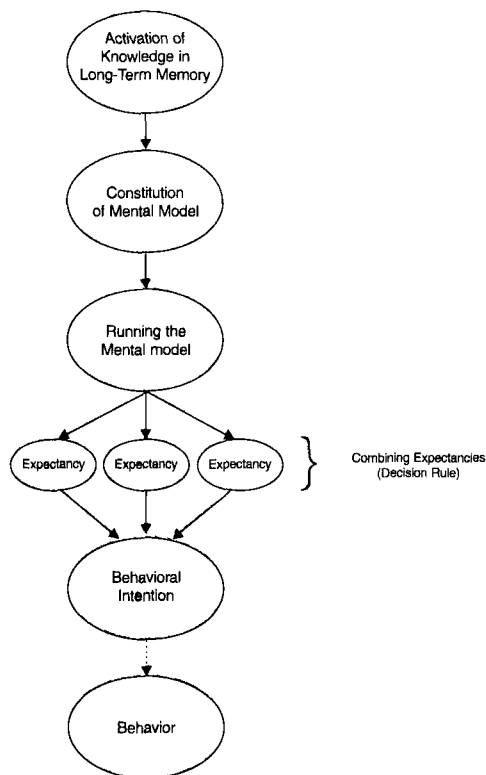 Activation of
Knowledge in
Long-Term Memory
Constitution
of Mental Model
Running the
Mental model
Expectancy
Expectancy
Expectancy
Combining Expectancies
(Decision Rule)
Behavioral
Intention
Behavior